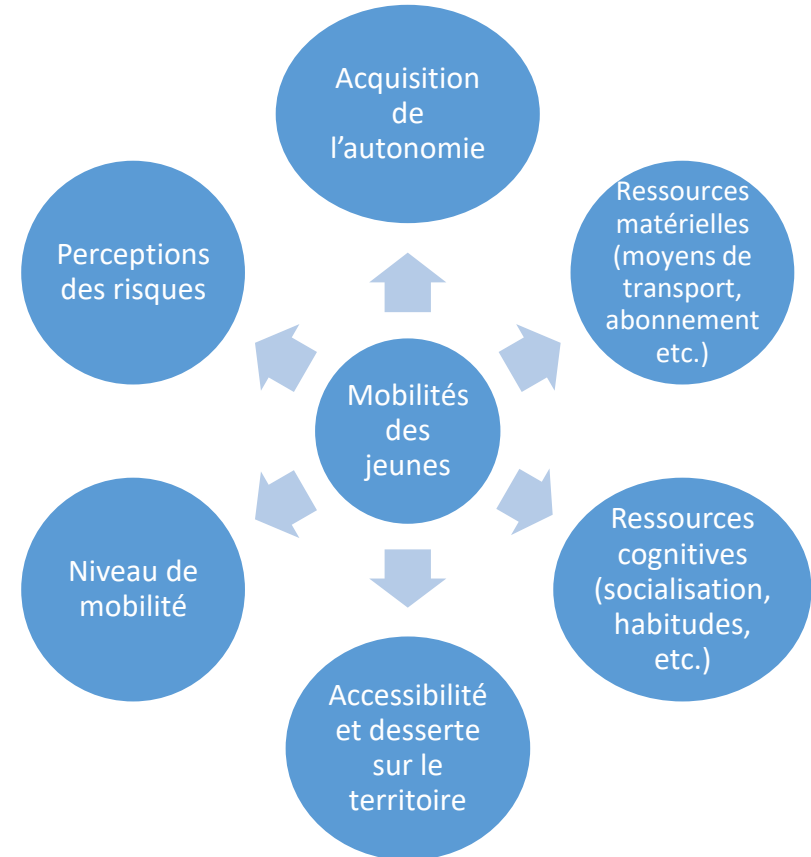 Acquisition
de
l'autonomie
Ressources
matérielles
(moyens de
transport,
abonnement
etc.)
Perceptions
des risques
Mobilités
des
jeunes
Ressources
cognitives
(socialisation,
habitudes,
etc.)
Niveau de
mobilité
Accessibilité
et desserte
sur le
territoire